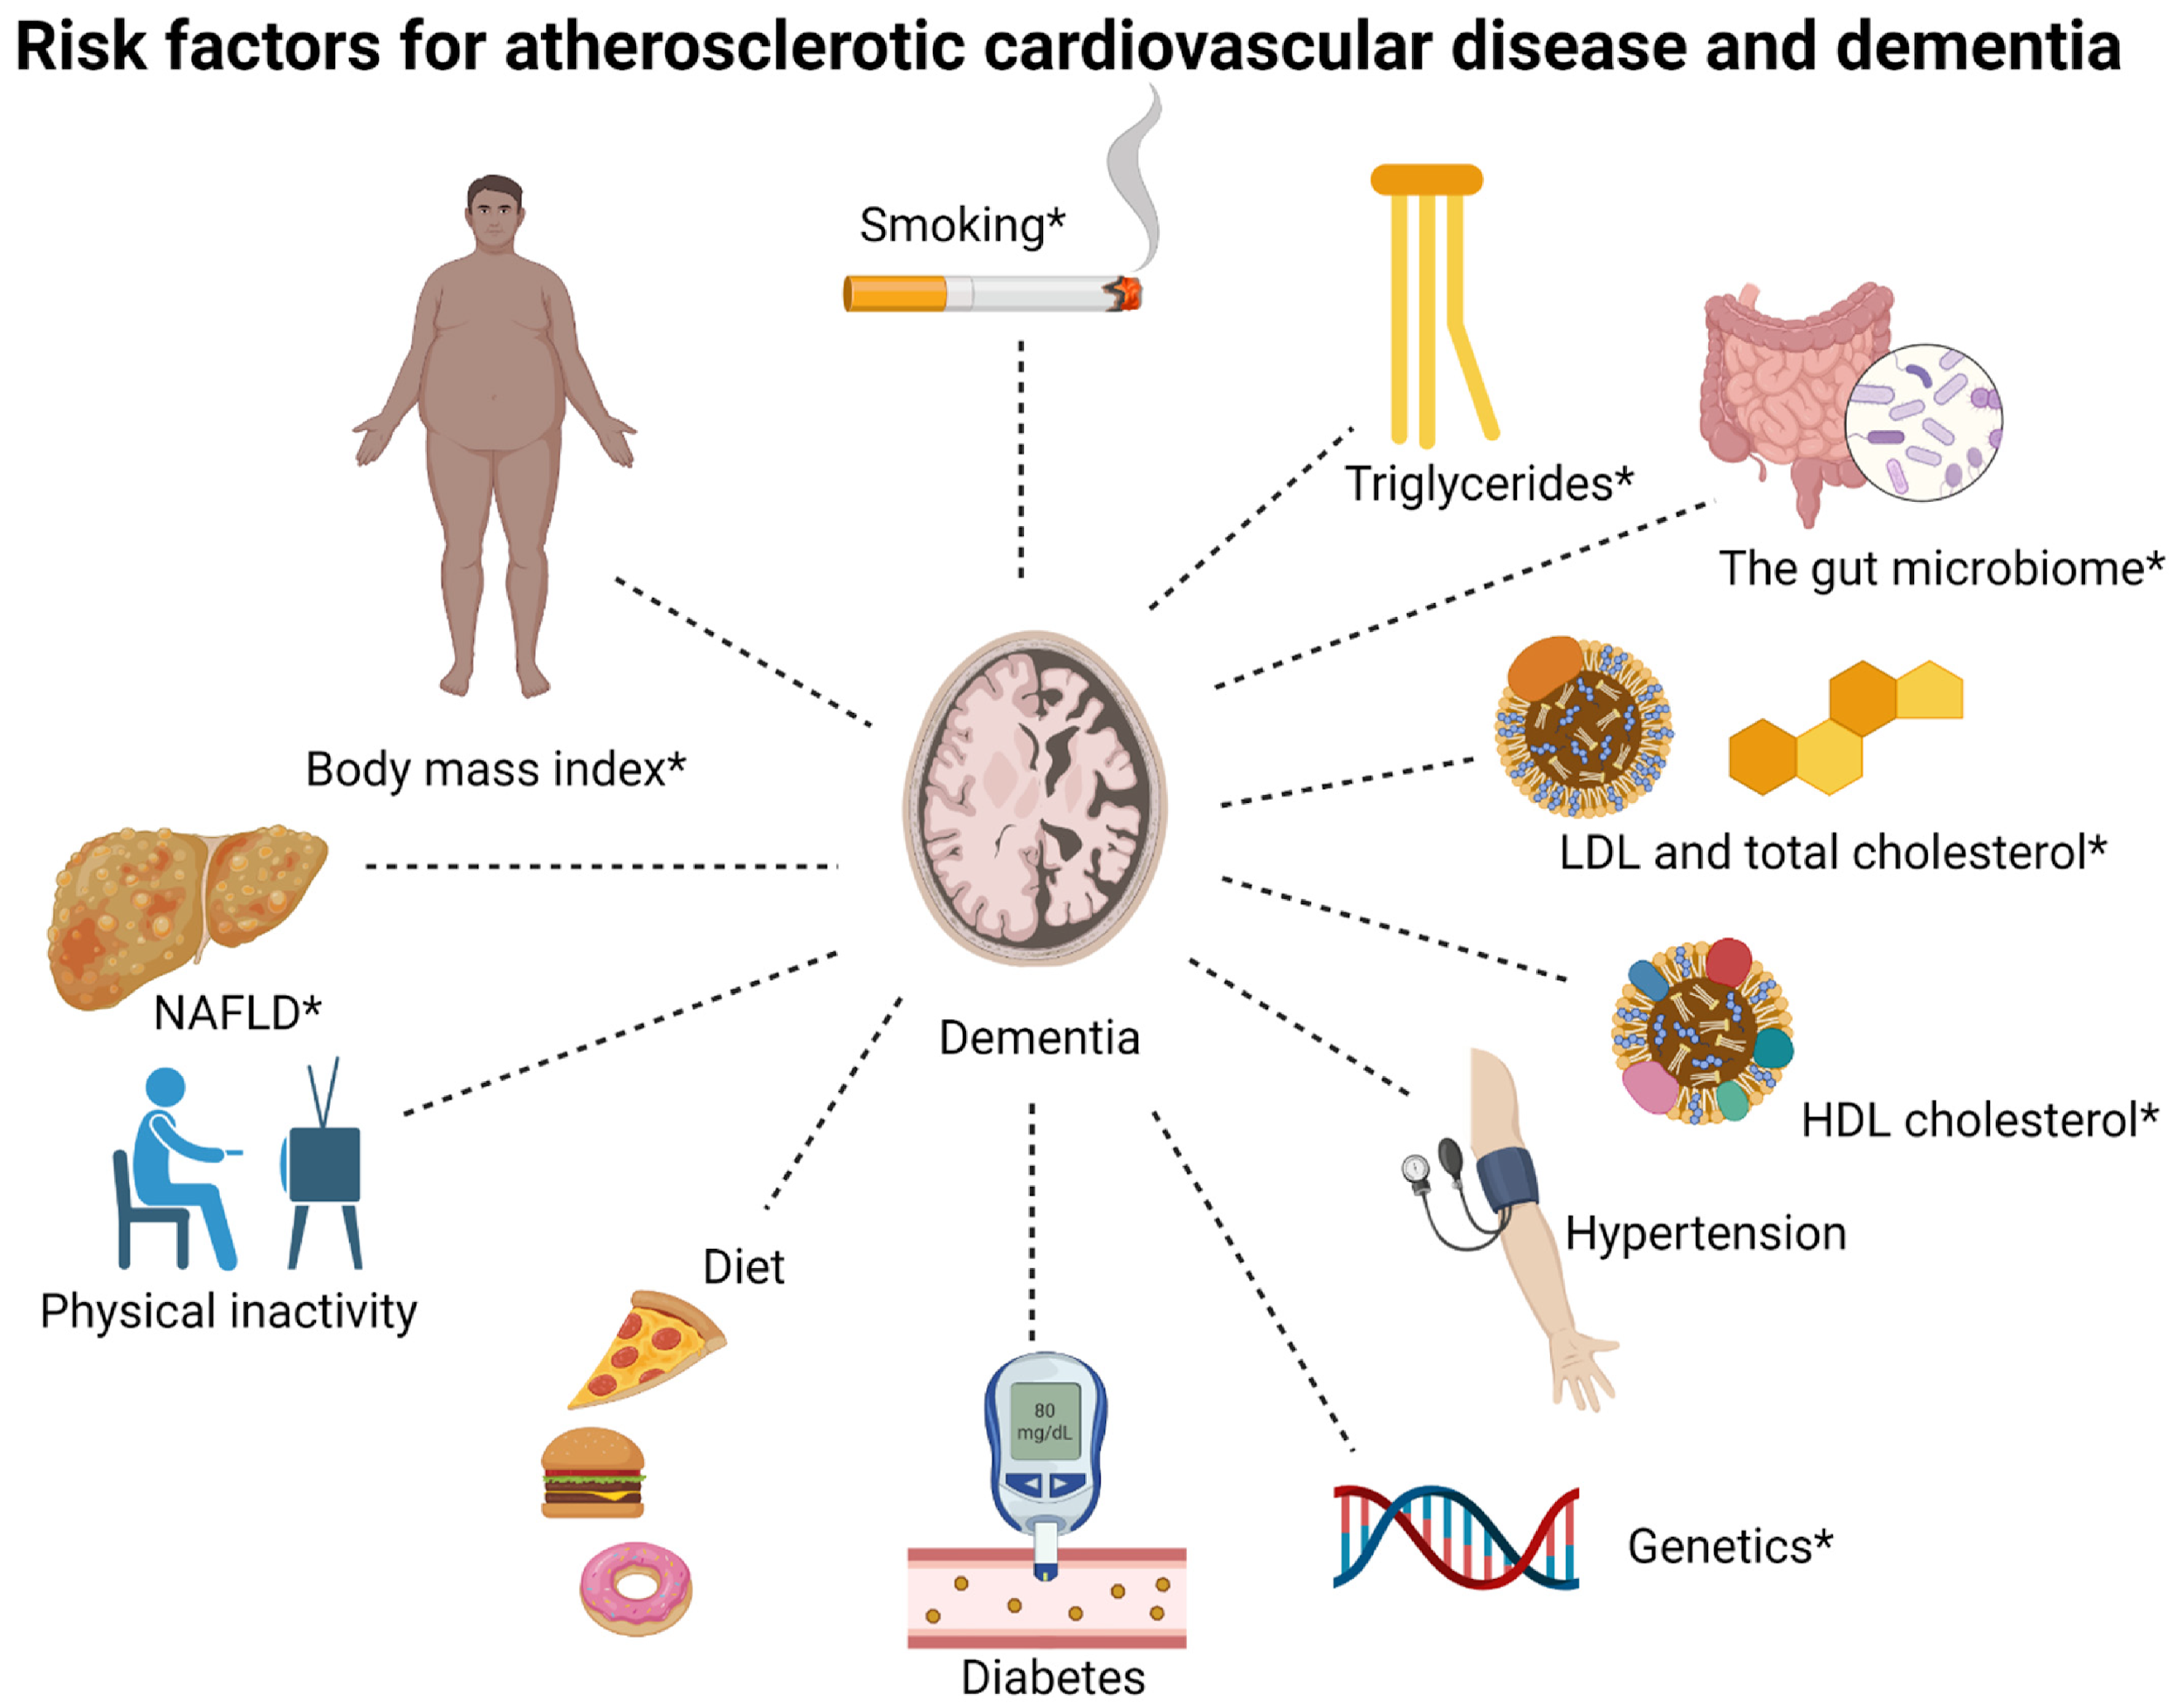 Risk factors for atherosclerotic cardiovascular disease and dementia
Smoking*
Triglycerides*
The gut microbiome*
Body mass index*
LDL and total cholesterol*
NAFLD*
Dementia
HDL cholesterol*
Hypertension
Diet
Physical inactivity
80
mg/dL
Genetics*
Diabetes